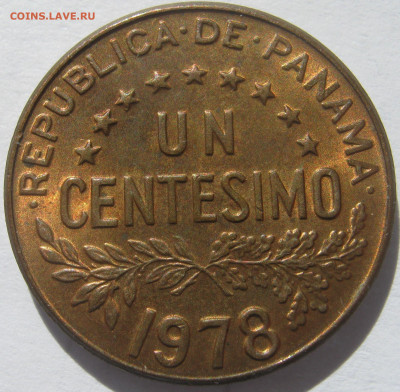 COINS.LAVE.RU
·REPUBLICA·DE·PANAMA·
UN
CENTESIMO
1978